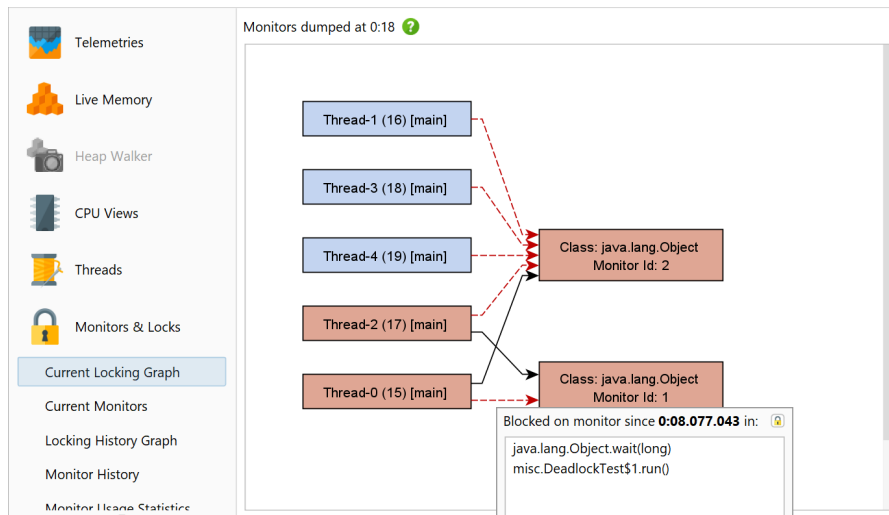 Telemetries
Live Memory
Heap Walker
CPU Views
Threads
Monitors & Locks
Current Locking Graph
Current Monitors
Locking History Graph
Monitor History
Monitor Usage Statistics
Monitors dumped at 0:18 ?
Thread-1 (16) [main]
Thread-3 (18) [main]
Thread-4 (19) [main]
Thread-2 (17) [main]
Thread-0 (15) [main]
Class: java.lang.Object
Monitor Id: 2
Class: java.lang.Object
Monitor Id: 1
Blocked on monitor since 0:08.077.043 in:
java.lang.Object.wait(long)
misc.DeadlockTest$1.run()